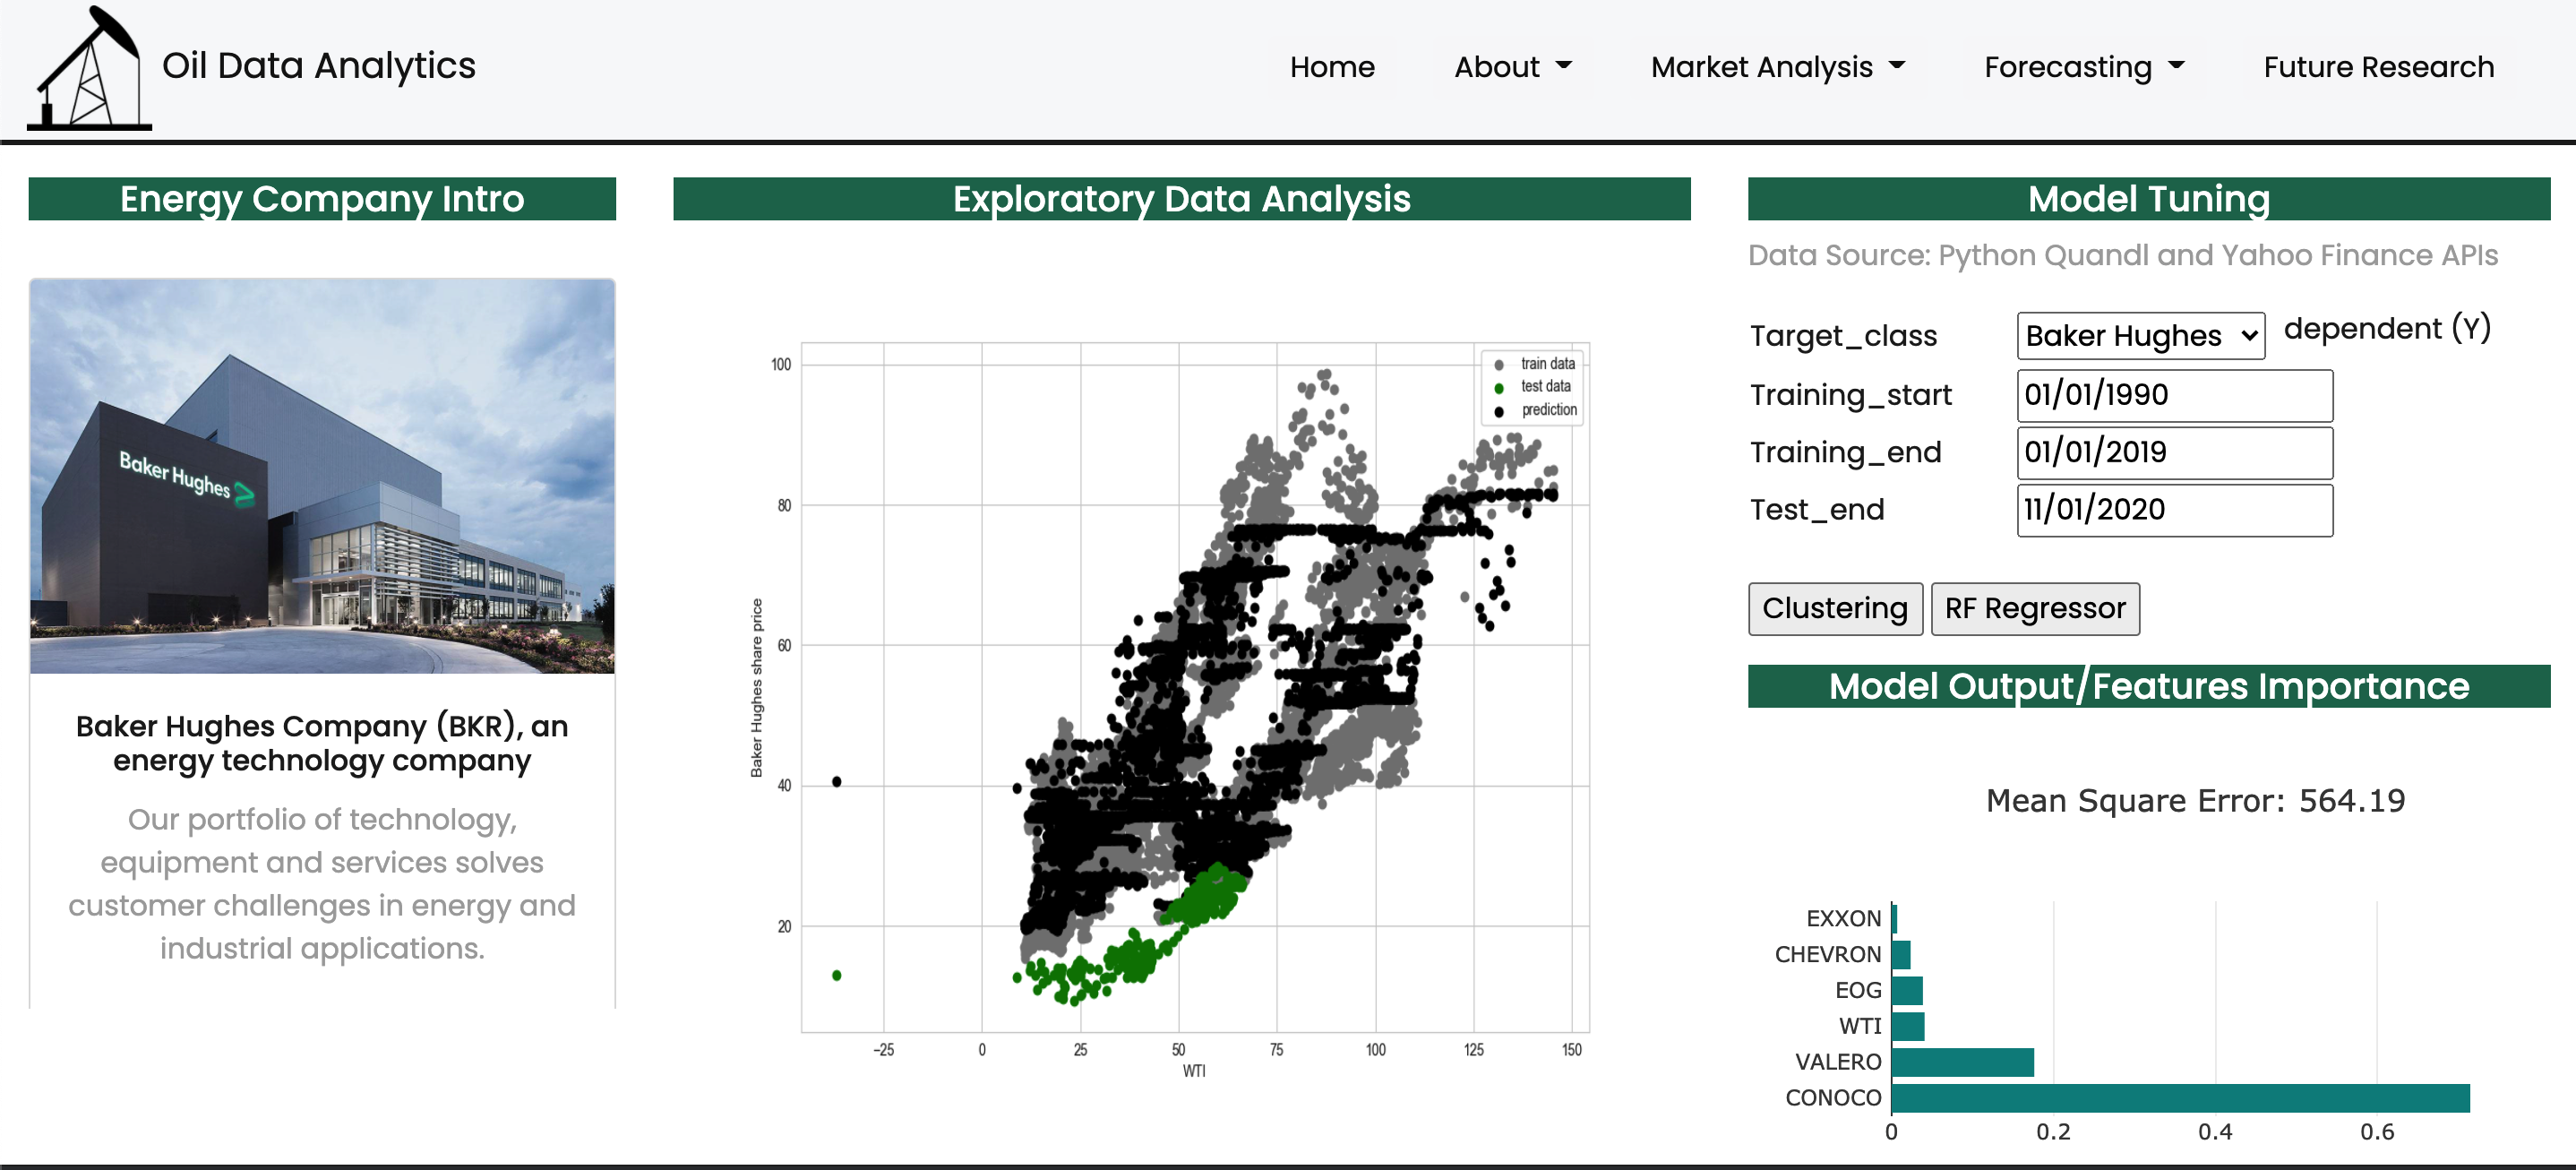 Oil Data Analytics
Home
About
Market Analysis
Forecasting
Future Research
Energy Company Intro
Baker Hughes
Baker Hughes Company (BKR), an
energy technology company
Our portfolio of technology,
equipment and services solves
customer challenges in energy and
industrial applications.
Exploratory Data Analysis
train data
test data
prediction
100
80
60
40
20
Baker Hughes share price
−25 0 25 50 75 100 125 150
WTI
Model Tuning
Data Source: Python Quandl and Yahoo Finance APIs
Target_class Baker Hughes dependent (Y)
Training_start 01/01/1990
Training_end 01/01/2019
Test_end 11/01/2020
Clustering RF Regressor
Model Output/Features Importance
Mean Square Error: 564.19
EXXON
CHEVRON
EOG
WTI
VALERO
CONOCO
0 0.2 0.4 0.6